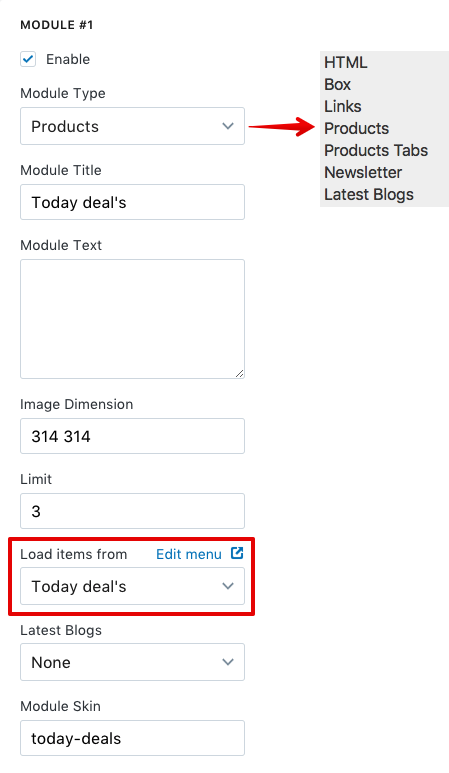 MODULE #1
Enable
Module Type
Products
HTML
Box
Links
Products
Products Tabs
Newsletter
Latest Blogs
Module Title
Today deal's
Module Text
Image Dimension
314 314
Limit
3
Load items from Edit menu
Today deal's
Latest Blogs
None
Module Skin
today-deals